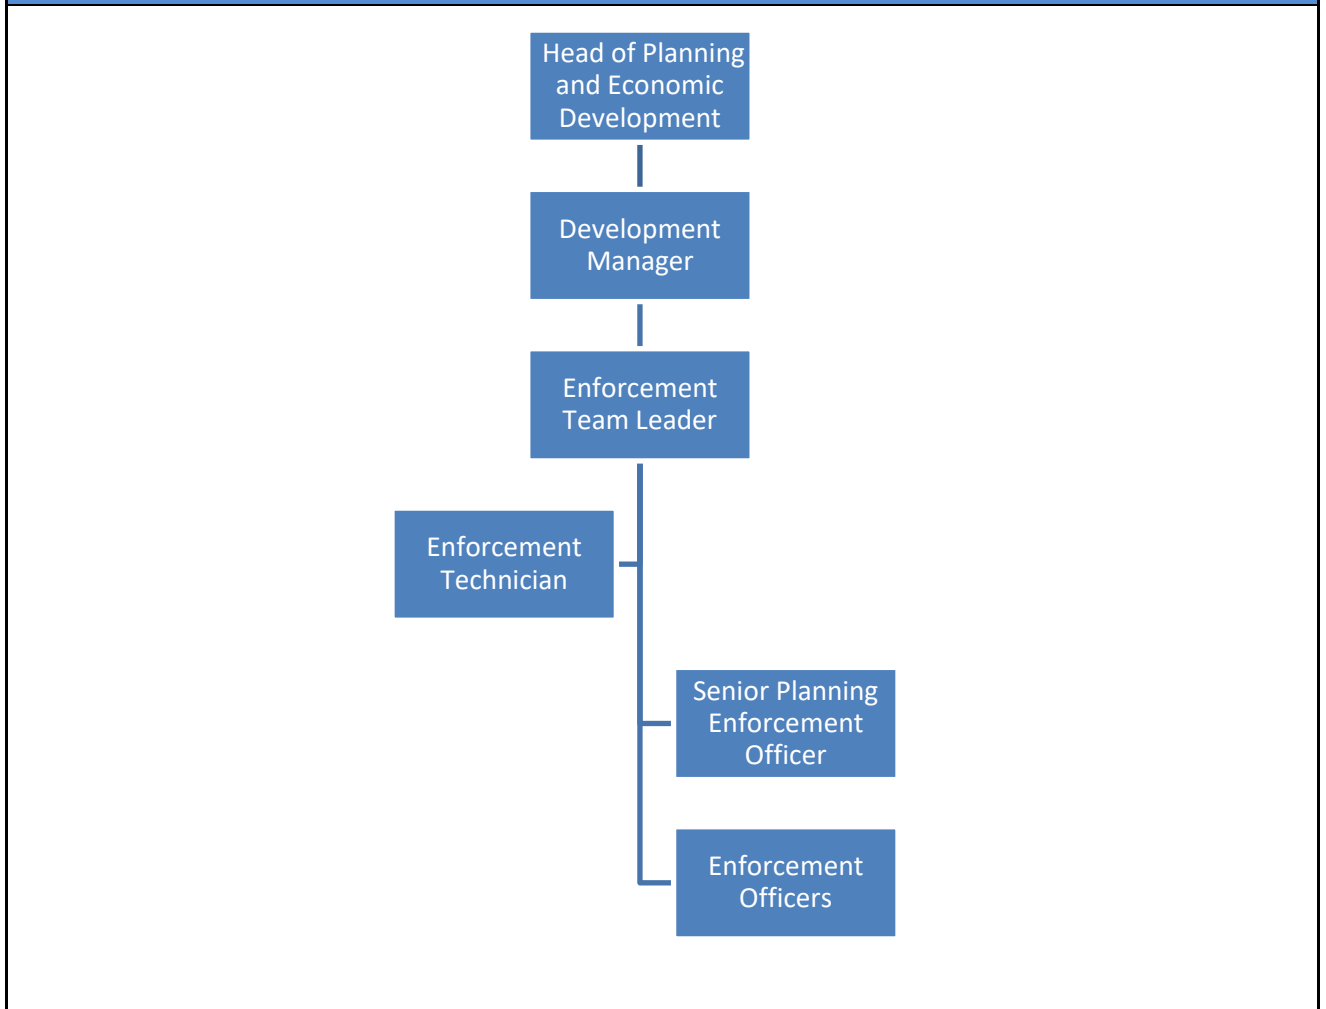 Head of Planning
and Economic
Development
Development
Manager
Enforcement
Team Leader
Enforcement
Technician
Senior Planning
Enforcement
Officer
Enforcement
Officers